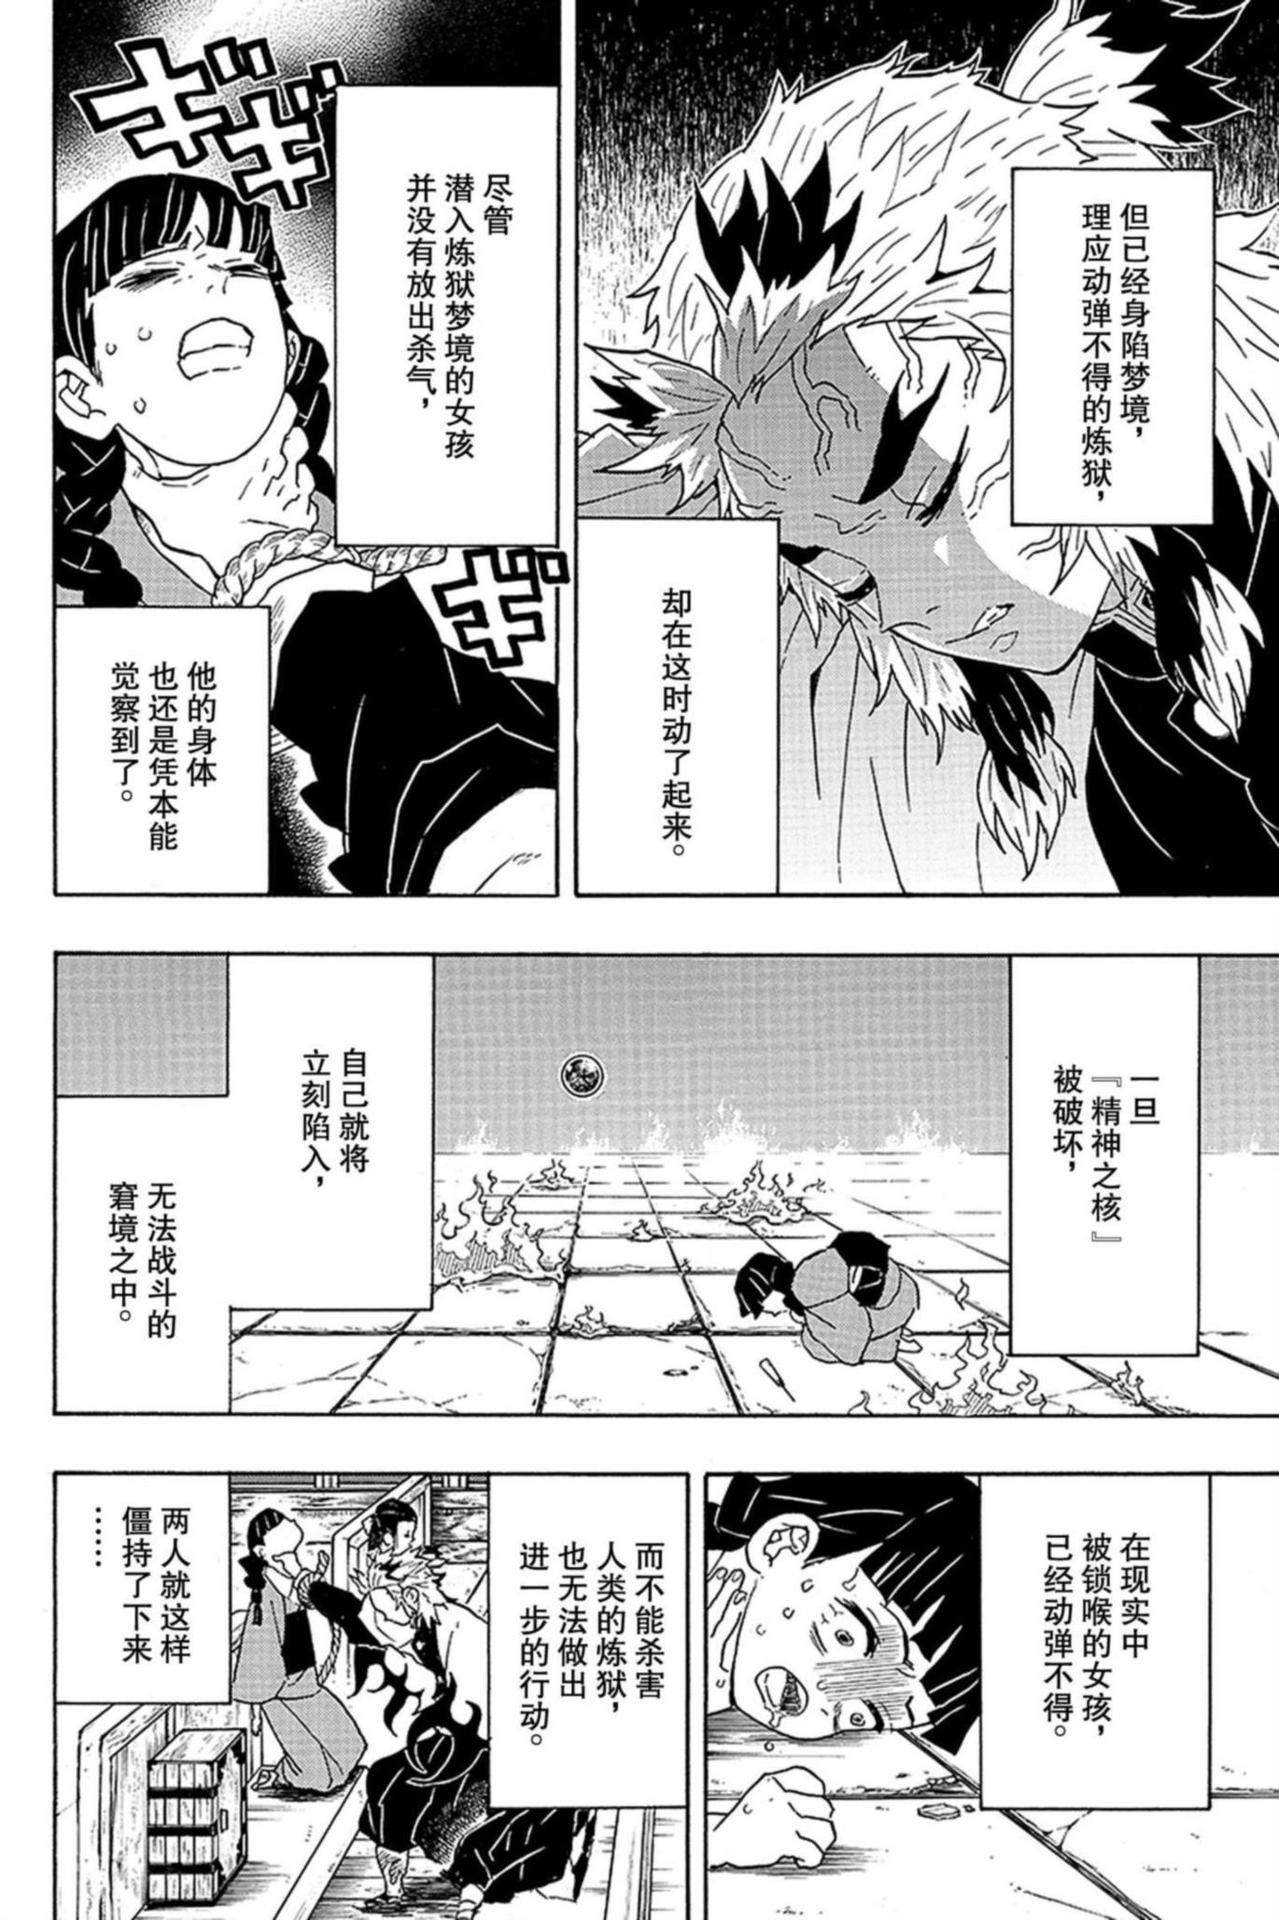 但已经身陷梦境，
理应动弹不得的炼狱，
却在这时动了起来。
尽管
潜入炼狱梦境的女孩
并没有放出杀气，
ギギ
ギ
他的身体
也还是凭本能
觉察到了。
一旦
『精神之核』
被破坏，
自己就将
立刻陷入，
无法战斗的
窘境之中。
在现实中
被锁喉的女孩，
已经动弹不得。
而不能杀害
人类的炼狱，
也无法做出
进一步的行动。
两人就这样
僵持了下来
……